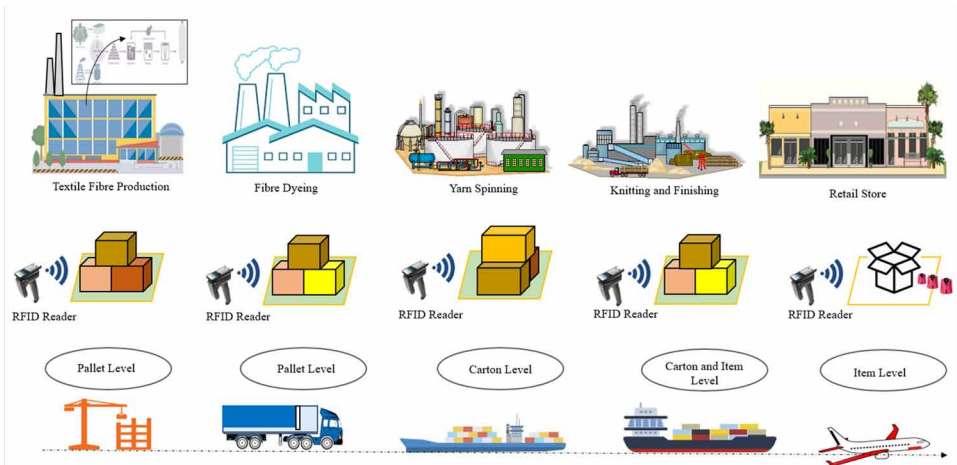 Textile Fibre Production
Fibre Dyeing
Yarn Spinning
Knitting and Finishing
Retail Store
RFID Reader
RFID Reader
RFID Reader
RFID Reader
RFID Reader
Pallet Level
Pallet Level
Carton Level
Carton and Item
Level
Item Level